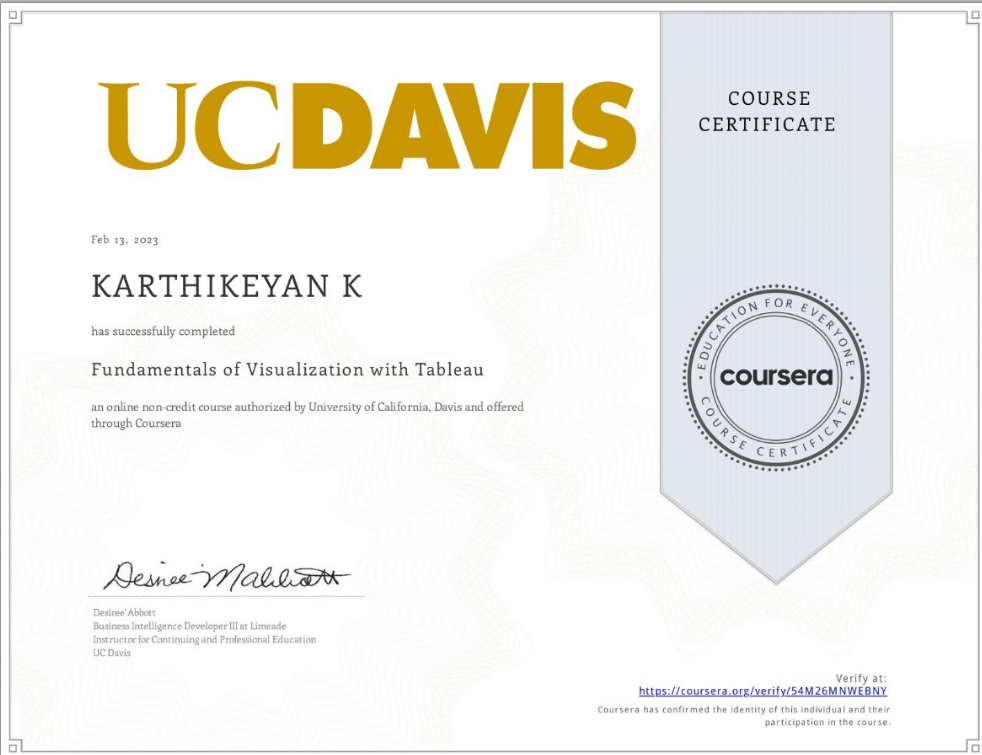 UCDAVIS
COURSE
CERTIFICATE
Feb 13, 2023
KARTHIKEYAN K
has successfully completed
Fundamentals of Visualization with Tableau
an online non-credit course authorized by University of California, Davis and offered
through Coursera
EDUCATION FOR EVERYONE
coursera
COURSE CERTIFICATE
Desiree' Abbott
Business Intelligence Developer III at Limeade
Instructor for Continuing and Professional Education
UC Davis
Verify at:
https://coursera.org/verify/54M26MNWEBNY
Coursera has confirmed the identity of this individual and their
participation in the course.